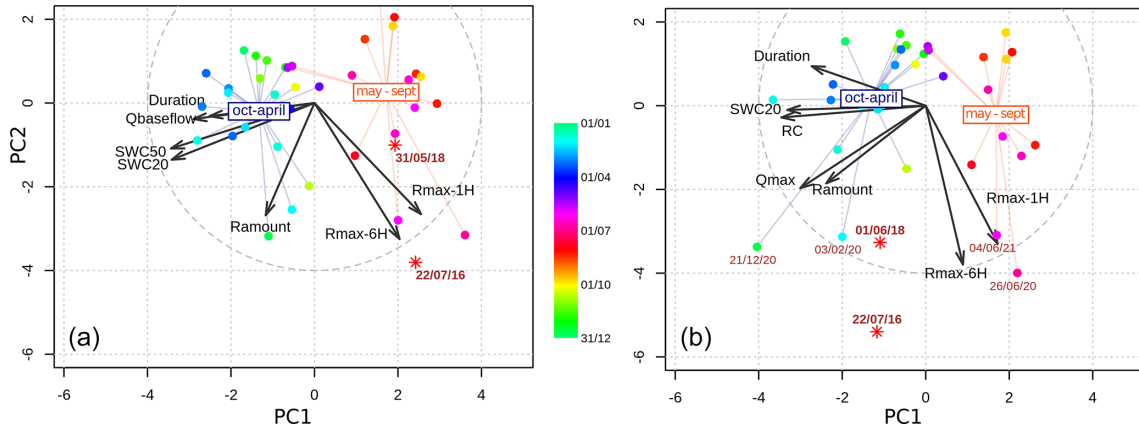 2
0
-2
-4
-6
PC2
Duration
Qbaseflow
SWC50
SWC20
Ramount
oct-april
may - sept
31/05/18
Rmax-1H
Rmax-6H
22/07/16
(a)
-6 -4 -2 0 2 4
PC1
01/01
01/04
01/07
01/10
31/12
2
0
-2
-4
-6
Duration
SWC20
RC
oct-april
may - sept
Qmax
Ramount
Rmax-1H
01/06/18
21/12/20
03/02/20
04/06/21
Rmax-6H
26/06/20
22/07/16
(b)
-6 -4 -2 0 2 4
PC1